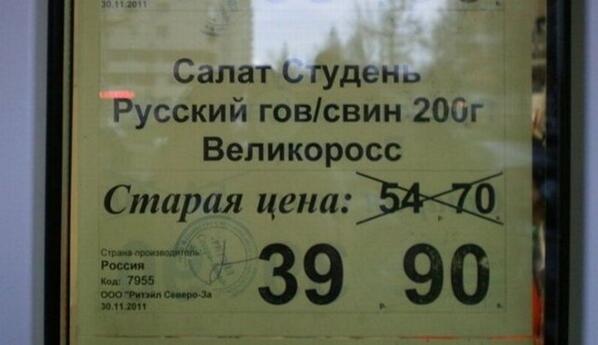 30.11.2011
90
Салат Студень
Русский гов/свин 200г
Великоросс
Старая цена: 54 р. 70 к.
Страна-производитель:
Россия
Код: 7955
ООО "Ритэйл Северо-За
30.11.2011
39 р. 90 к.